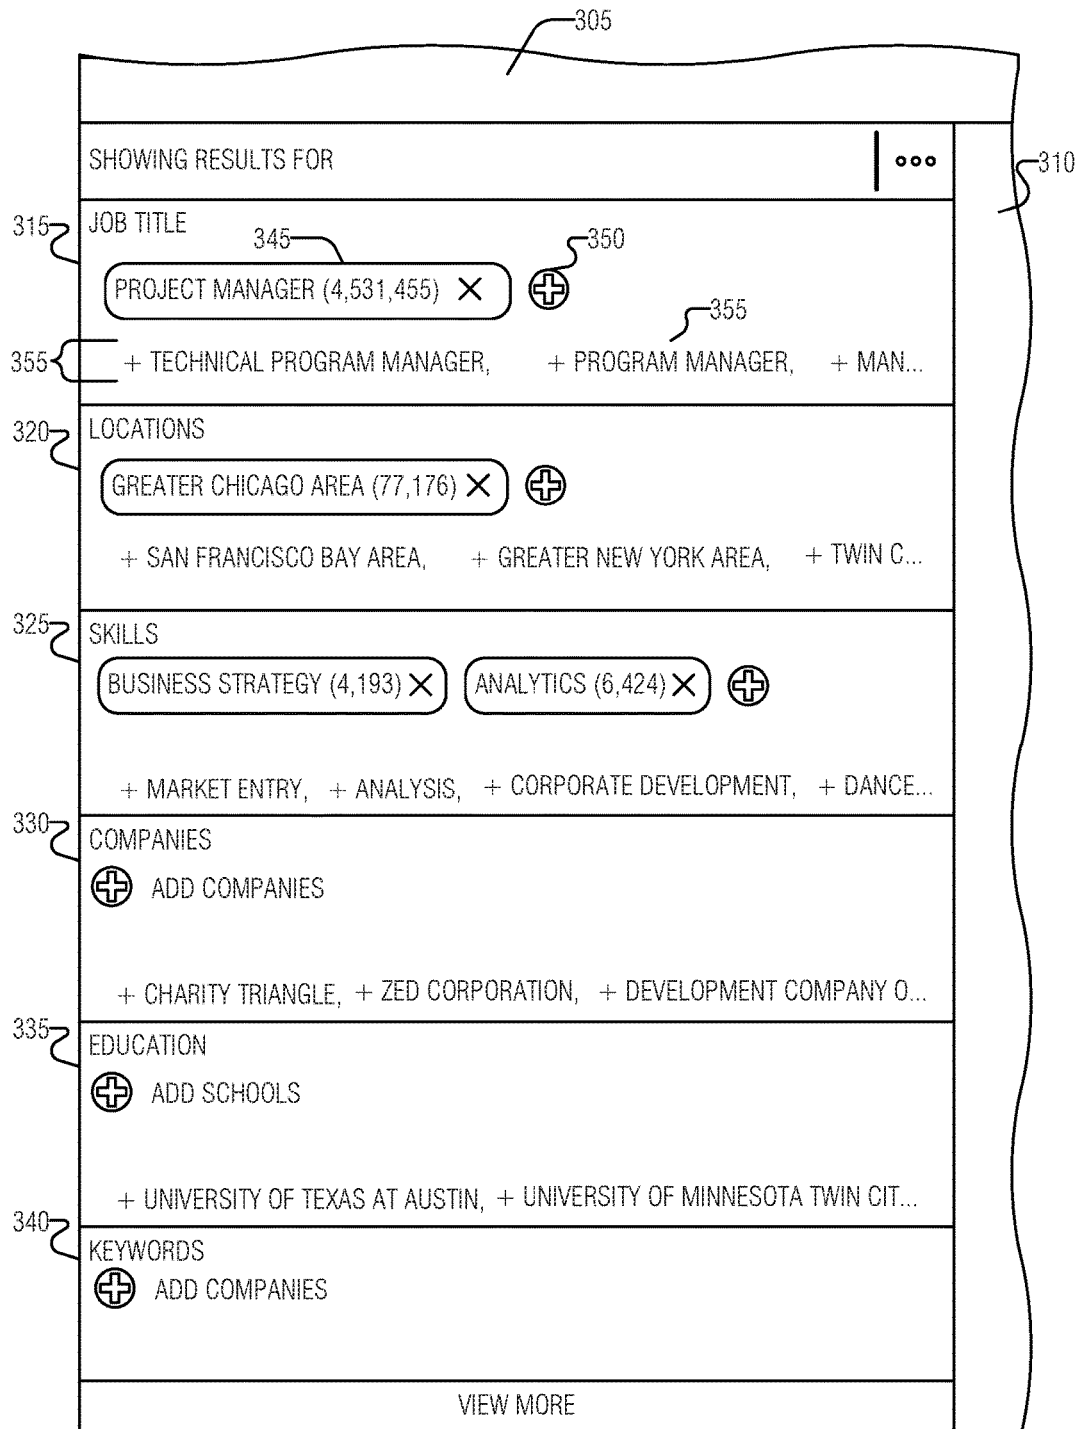 305
SHOWING RESULTS FOR
310
315
JOB TITLE
345
350
PROJECT MANAGER (4,531,455) X
355
355
+ TECHNICAL PROGRAM MANAGER, + PROGRAM MANAGER, + MAN...
320
LOCATIONS
GREATER CHICAGO AREA (77,176) X
+ SAN FRANCISCO BAY AREA, + GREATER NEW YORK AREA, + TWIN C...
325
SKILLS
BUSINESS STRATEGY (4,193) X ANALYTICS (6,424) X
+ MARKET ENTRY, + ANALYSIS, + CORPORATE DEVELOPMENT, + DANCE...
330
COMPANIES
ADD COMPANIES
+ CHARITY TRIANGLE, + ZED CORPORATION, + DEVELOPMENT COMPANY O...
335
EDUCATION
ADD SCHOOLS
+ UNIVERSITY OF TEXAS AT AUSTIN, + UNIVERSITY OF MINNESOTA TWIN CIT...
340
KEYWORDS
ADD COMPANIES
VIEW MORE